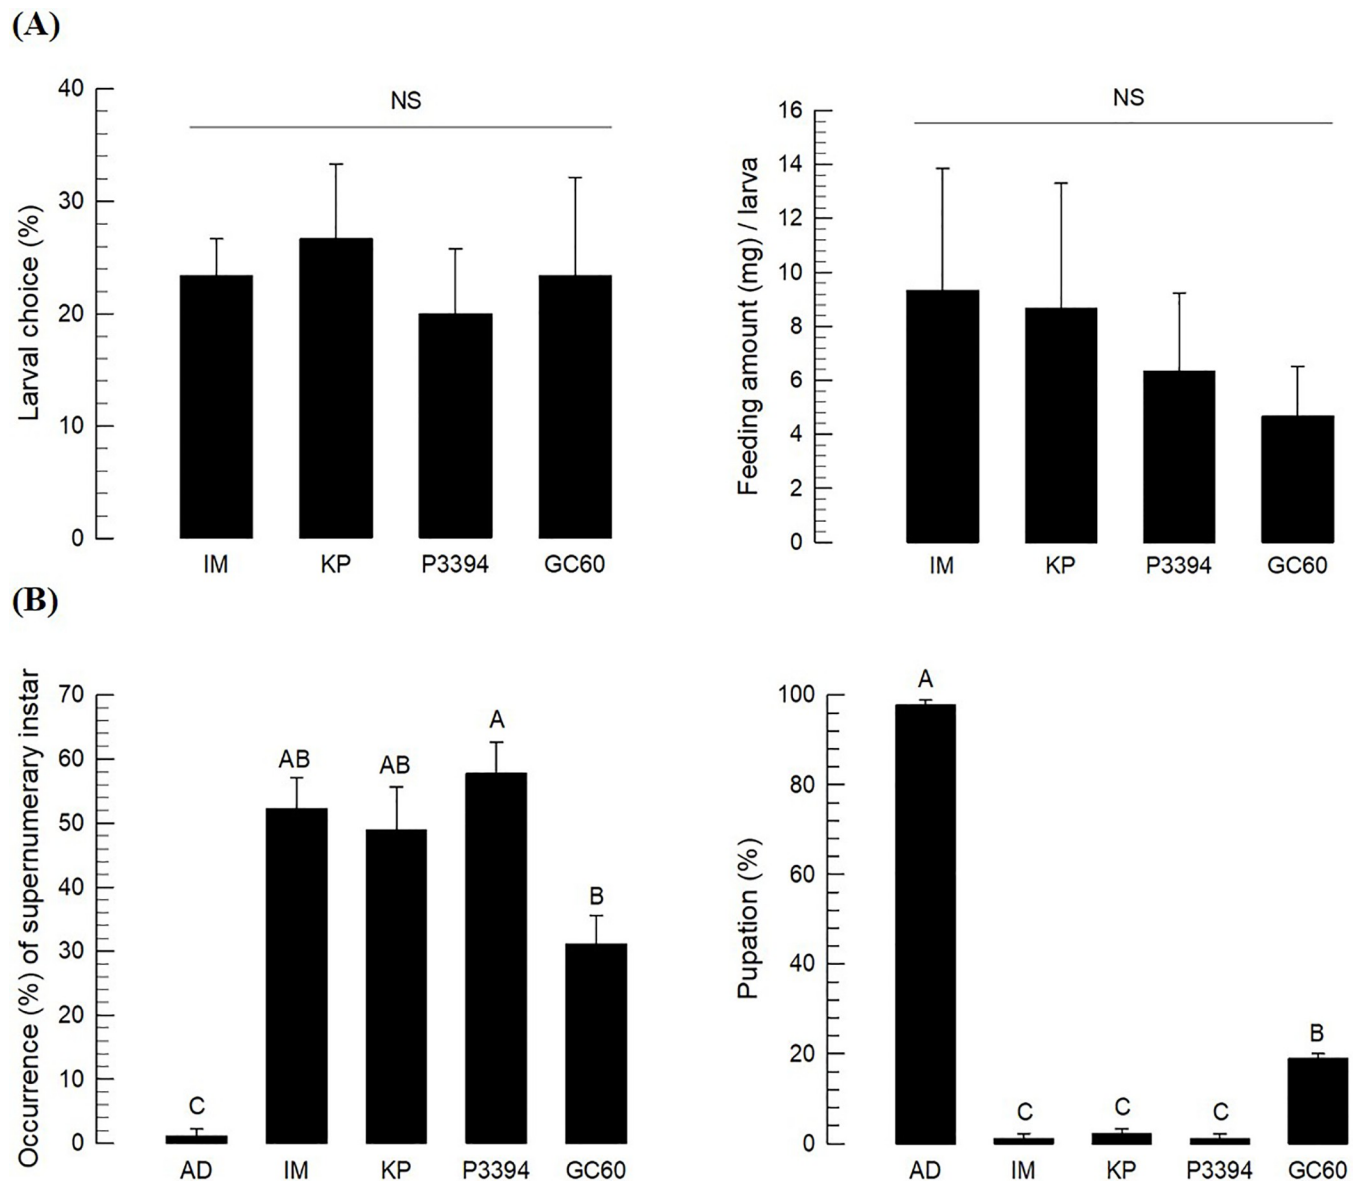 (A)
Larval choice (%)
40
30
20
10
0
NS
IM KP P3394 GC60
Feeding amount (mg) / larva
16
14
12
10
8
6
4
2
0
NS
IM KP P3394 GC60
(B)
Occurrence (%) of supernumerary instar
70
60
50
40
30
20
10
0
C AB AB A B
AD IM KP P3394 GC60
Pupation (%)
100
80
60
40
20
0
A C C C B
AD IM KP P3394 GC60